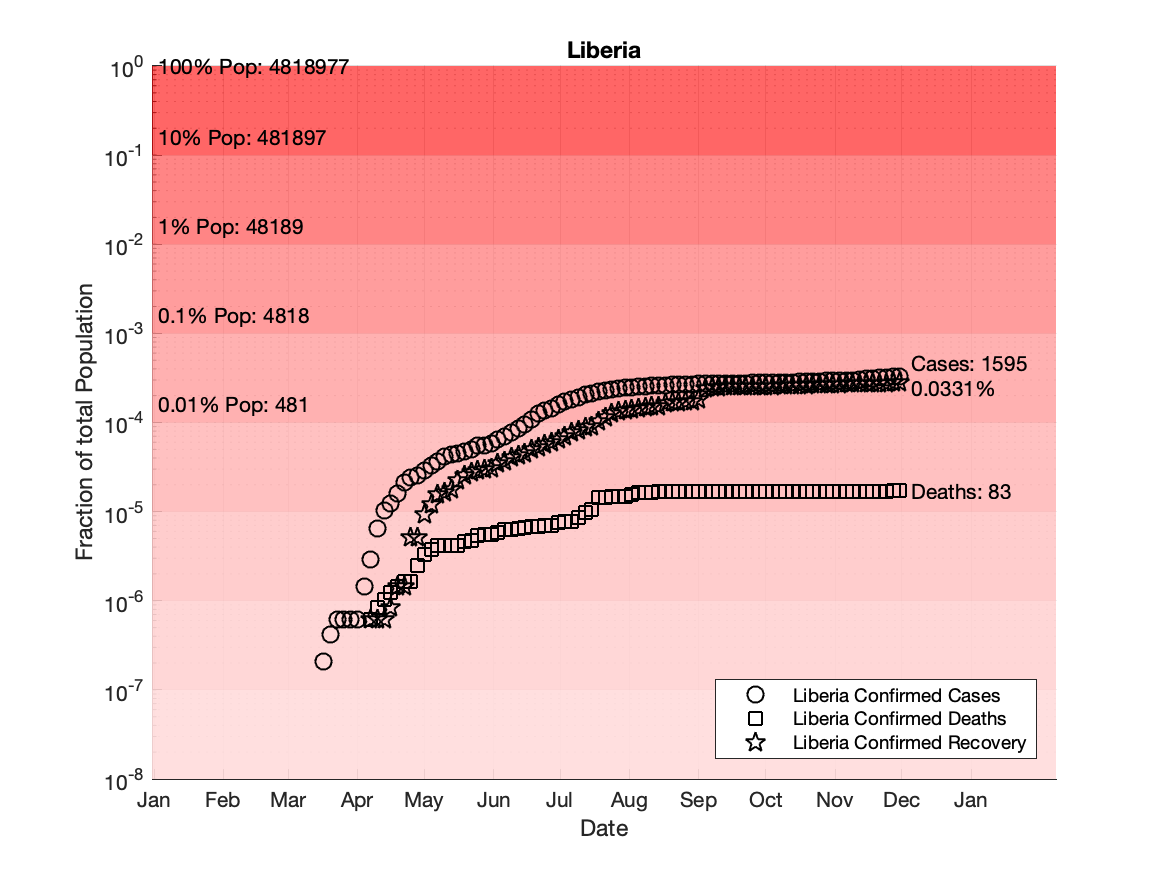 Liberia
10^0
100% Pop: 4818977
10% Pop: 481897
10^-1
1% Pop: 48189
10^-2
0.1% Pop: 4818
10^-3
Cases: 1595
0.0331%
0.01% Pop: 481
10^-4
Deaths: 83
10^-5
10^-6
10^-7
10^-8
Fraction of total Population
Liberia Confirmed Cases
Liberia Confirmed Deaths
Liberia Confirmed Recovery
Jan Feb Mar Apr May Jun Jul Aug Sep Oct Nov Dec Jan
Date